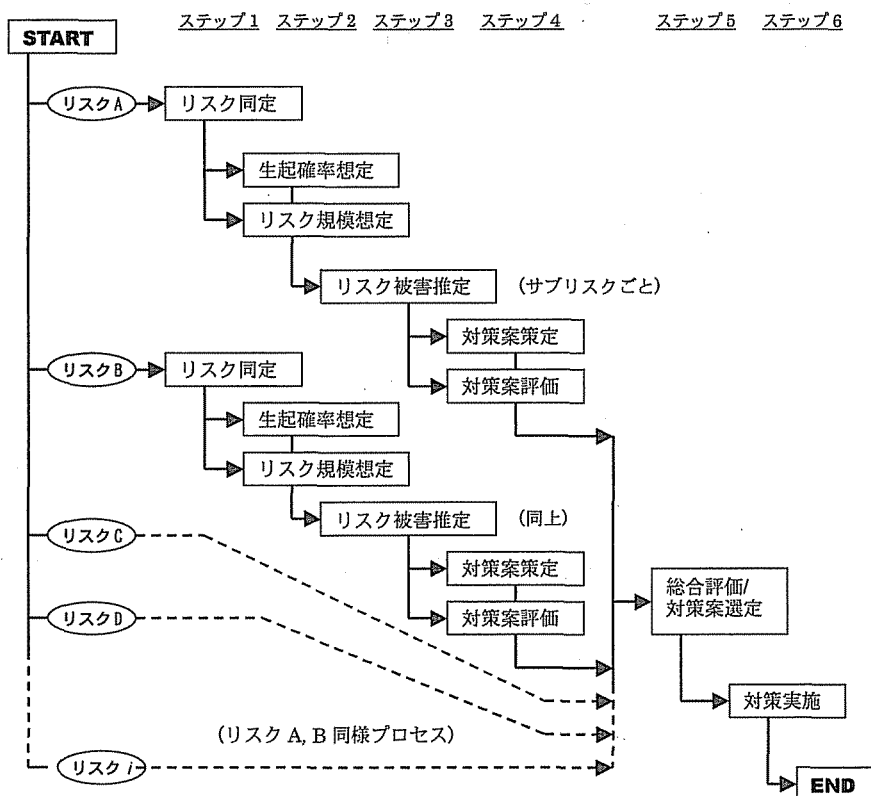 ステップ1 ステップ2 ステップ3 ステップ4 ステップ5 ステップ6
START
リスクA リスク同定
生起確率想定
リスク規模想定
リスク被害推定 (サブリスクごと)
対策案策定
リスクB リスク同定
対策案評価
生起確率想定
リスク規模想定
リスク被害推定 (同上)
リスクC
対策案策定
総合評価/
対策案選定
リスクD
対策案評価
対策実施
(リスク A, B 同様プロセス)
リスク i
END